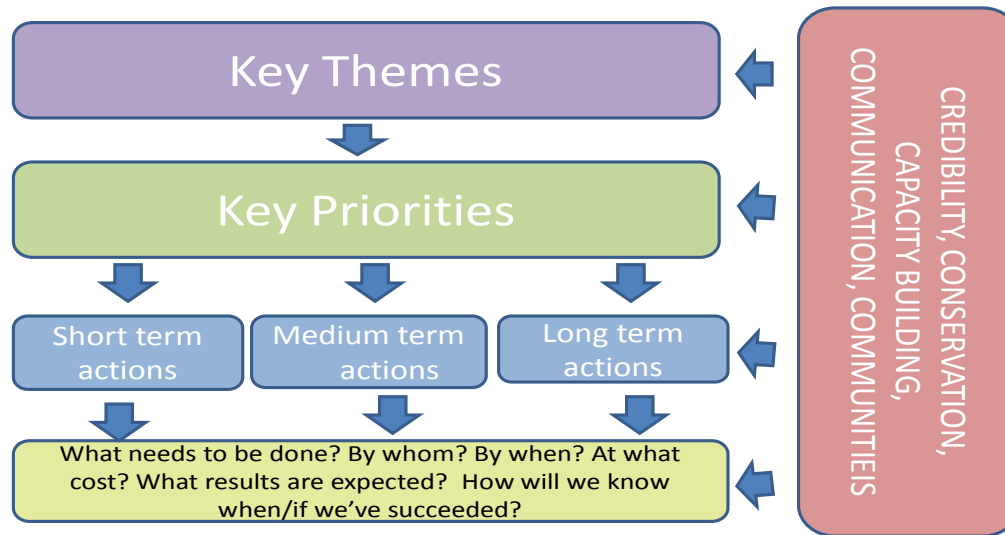 Key Themes
Key Priorities
Short term
actions
Medium term
actions
Long term
actions
What needs to be done? By whom? By when? At what
cost? What results are expected?  How will we know
when/if we’ve succeeded?
CREDIBILITY, CONSERVATION,
CAPACITY BUILDING,
COMMUNICATION, COMMUNITIEIS